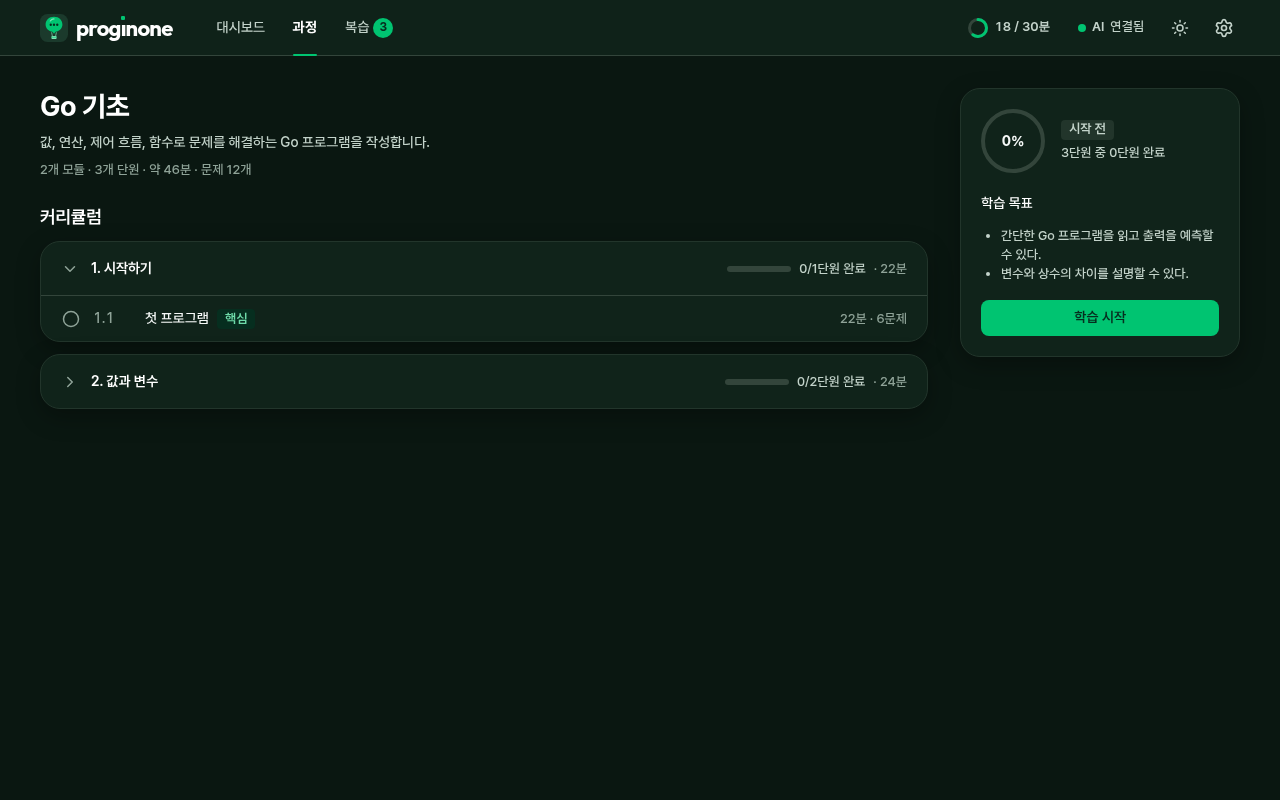 proginone
대시보드
과정
복습 3
18 / 30분
AI 연결됨
Go 기초
값, 연산, 제어 흐름, 함수로 문제를 해결하는 Go 프로그램을 작성합니다.
2개 모듈 · 3개 단원 · 약 46분 · 문제 12개
커리큘럼
1. 시작하기 0/1단원 완료 · 22분
1.1 첫 프로그램 핵심 22분 · 6문제
2. 값과 변수 0/2단원 완료 · 24분
0%
시작 전
3단원 중 0단원 완료
학습 목표
• 간단한 Go 프로그램을 읽고 출력을 예측할
수 있다.
• 변수와 상수의 차이를 설명할 수 있다.
학습 시작